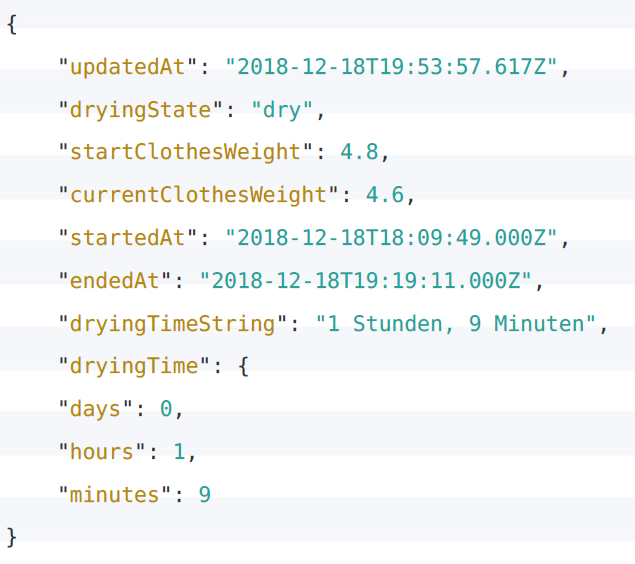 {
"updatedAt": "2018-12-18T19:53:57.617Z",
"dryingState": "dry",
"startClothesWeight": 4.8,
"currentClothesWeight": 4.6,
"startedAt": "2018-12-18T18:09:49.000Z",
"endedAt": "2018-12-18T19:19:11.000Z",
"dryingTimeString": "1 Stunden, 9 Minuten",
"dryingTime": {
"days": 0,
"hours": 1,
"minutes": 9
}